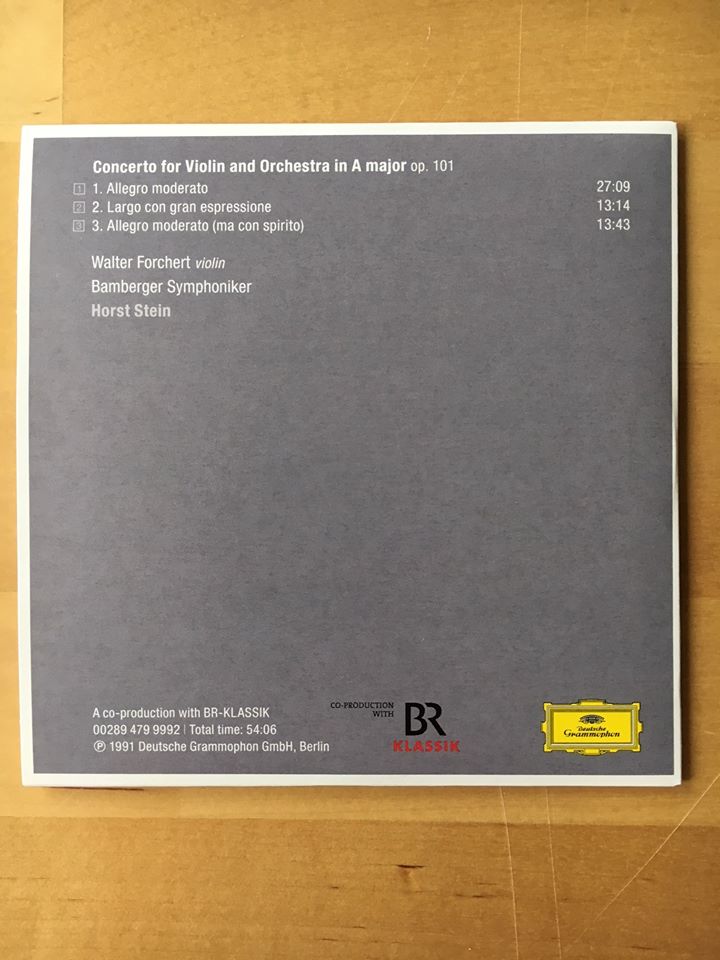 Concerto for Violin and Orchestra in A major op. 101
1 1. Allegro moderato 27:09
2 2. Largo con gran espressione 13:14
3 3. Allegro moderato (ma con spirito) 13:43
Walter Forchert violin
Bamberger Symphoniker
Horst Stein
A co-production with BR-KLASSIK
00289 479 9992 | Total time: 54:06
℗ 1991 Deutsche Grammophon GmbH, Berlin
CO-PRODUCTION
WITH
BR
KLASSIK
Deutsche
Grammophon